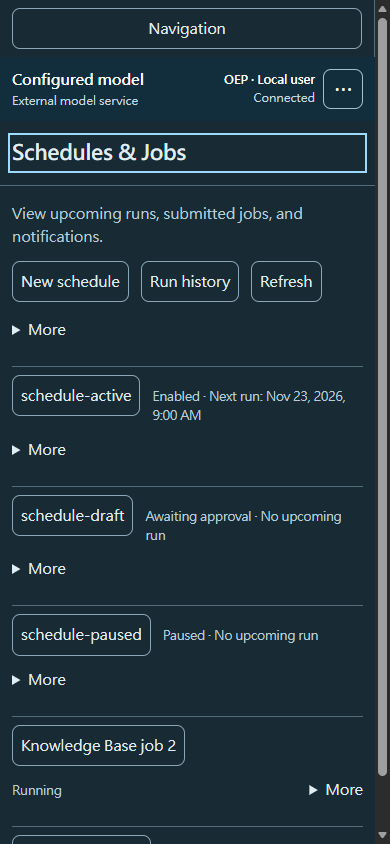 Navigation
Configured model
OEP · Local user
External model service
Connected
...
Schedules & Jobs
View upcoming runs, submitted jobs, and
notifications.
New schedule
Run history
Refresh
More
schedule-active
Enabled · Next run: Nov 23, 2026,
9:00 AM
More
schedule-draft
Awaiting approval · No upcoming
run
More
schedule-paused
Paused · No upcoming run
More
Knowledge Base job 2
Running
More